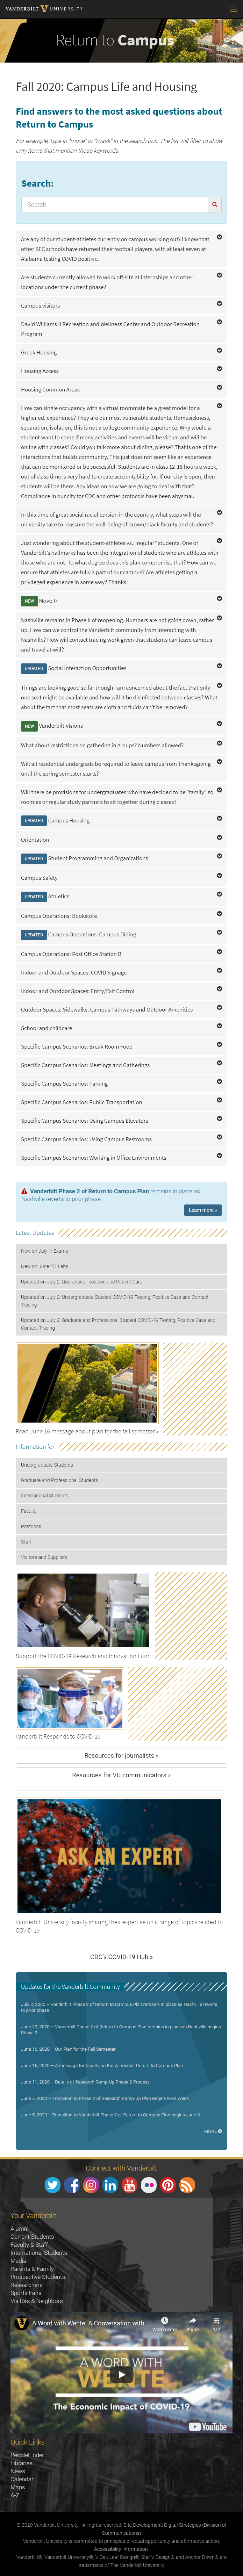 VANDERBILT UNIVERSITY
Return to Campus
Fall 2020: Campus Life and Housing
Find answers to the most asked questions about
Return to Campus
For example, type in "move" or "mask" in the search box. The list will filter to show
only items that mention those keywords.
Search:
Search
Are any of our student-athletes currently on campus working out? I know that
other SEC schools have returned their football players, with at least seven at
Alabama testing COVID positive.
Are students currently allowed to work off-site at internships and other
locations under the current phase?
Campus visitors
David Williams II Recreation and Wellness Center and Outdoor Recreation
Program
Greek Housing
Housing Access
Housing Common Areas
How can single occupancy with a virtual roommate be a great model for a
higher ed. experience? They are our most vulnerable students. Homesickness,
separation, isolation, this is not a college community experience. Why would a
student want to come if many activities and events will be virtual and will be
online with classes? Could you talk more about dining, please? That is one of the
interactions that builds community. This just does not seem like an experience
that can be monitored or be successful. Students are in class 12-18 hours a week,
out of class time is very hard to create accountability for. If our city is open, then
students will be there. Any ideas on how we are going to deal with that?
Compliance in our city for CDC and other protocols have been abysmal.
In this time of great social racial tension in the country, what steps will the
university take to reassure the well-being of brown/black faculty and students?
Just wondering about the student-athletes vs. "regular" students. One of
Vanderbilt's hallmarks has been the integration of students who are athletes with
those who are not. To what degree does this plan compromise that? How can we
ensure that athletes are fully a part of our campus? Are athletes getting a
privileged experience in some way? Thanks!
NEW Move-In
Nashville remains in Phase II of reopening. Numbers are not going down, rather
up. How can we control the Vanderbilt community from interacting with
Nashville? How will contact tracing work given that students can leave campus
and travel at will?
UPDATED Social Interaction Opportunities
Things are looking good so far though I am concerned about the fact that only
one seat might be available and how will it be disinfected between classes? What
about the fact that most seats are cloth and fluids can't be removed?
NEW Vanderbilt Visions
What about restrictions on gathering in groups? Numbers allowed?
Will all residential undergrads be required to leave campus from Thanksgiving
until the spring semester starts?
Will there be provisions for undergraduates who have decided to be "family" so
roomies or regular study partners to sit together during classes?
UPDATED Campus Housing
Orientation
UPDATED Student Programming and Organizations
Campus Safety
UPDATED Athletics
Campus Operations: Bookstore
UPDATED Campus Operations: Campus Dining
Campus Operations: Post Office Station B
Indoor and Outdoor Spaces: COVID Signage
Indoor and Outdoor Spaces: Entry/Exit Control
Outdoor Spaces: Sidewalks, Campus Pathways and Outdoor Amenities
School and childcare
Specific Campus Scenarios: Break Room Food
Specific Campus Scenarios: Meetings and Gatherings
Specific Campus Scenarios: Parking
Specific Campus Scenarios: Public Transportation
Specific Campus Scenarios: Using Campus Elevators
Specific Campus Scenarios: Using Campus Restrooms
Specific Campus Scenarios: Working in Office Environments
Vanderbilt Phase 2 of Return to Campus Plan remains in place as
Nashville reverts to prior phase.
Learn more »
Latest Updates
New on July 1: Exams
New on June 25: Labs
Updated on July 2: Quarantine, Isolation and Patient Care
Updated on July 2: Undergraduate Student COVID-19 Testing, Positive Case and Contact
Tracing
Updated on July 2: Graduate and Professional Student COVID-19 Testing, Positive Case and
Contact Tracing
Read June 16 message about plan for the fall semester »
Information for
Undergraduate Students
Graduate and Professional Students
International Students
Faculty
Postdocs
Staff
Visitors and Suppliers
Support the COVID-19 Research and Innovation Fund
Vanderbilt Responds to COVID-19
Resources for journalists »
Resources for VU communicators »
ASK AN EXPERT
Vanderbilt University faculty sharing their expertise on a range of topics related to
COVID-19
CDC's COVID-19 Hub »
Updates for the Vanderbilt Community
July 2, 2020 – Vanderbilt Phase 2 of Return to Campus Plan remains in place as Nashville reverts
to prior phase
June 22, 2020 – Vanderbilt Phase 2 of Return to Campus Plan remains in place as Nashville begins
Phase 3
June 16, 2020 – Our Plan for the Fall Semester
June 16, 2020 – A message for faculty on the Vanderbilt Return to Campus Plan
June 11, 2020 – Details of Research Ramp-Up Phase 2 Process
June 9, 2020 – Transition to Phase 2 of Research Ramp-Up Plan Begins Next Week
June 8, 2020 – Transition to Vanderbilt Phase 2 of Return to Campus Plan begins June 8
MORE
Connect with Vanderbilt
You Tube
Your Vanderbilt
Alumni
Current Students
Faculty & Staff
International Students
Media
Parents & Family
Prospective Students
Researchers
Sports Fans
Visitors & Neighbors
A Word with Wente: A Conversation with...
Watch later
Share
1/7
A WORD WITH
WENTE
The Economic Impact of COVID-19
YouTube
Quick Links
PeopleFinder
Libraries
News
Calendar
Maps
A-Z
© 2020 Vanderbilt University · All rights reserved. Site Development: Digital Strategies (Division of
Communications)
Vanderbilt University is committed to principles of equal opportunity and affirmative action.
Accessibility information.
Vanderbilt®, Vanderbilt University®, V Oak Leaf Design®, Star V Design® and Anchor Down® are
trademarks of The Vanderbilt University